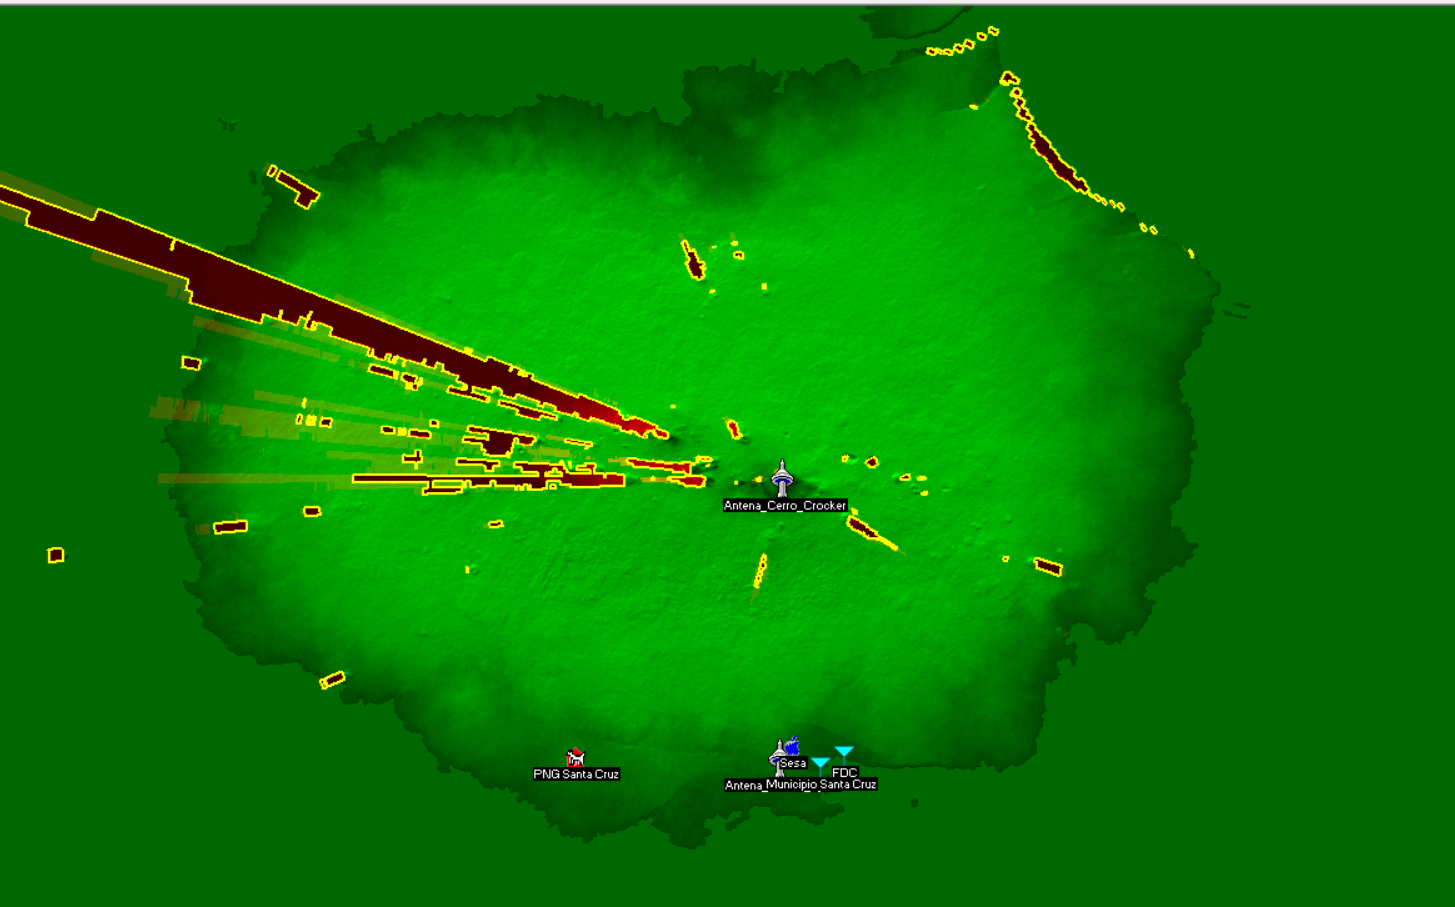 Antena_Cerro_Crocker
Sesa
PNG Santa Cruz
FDC
Antena_Municipio Santa Cruz